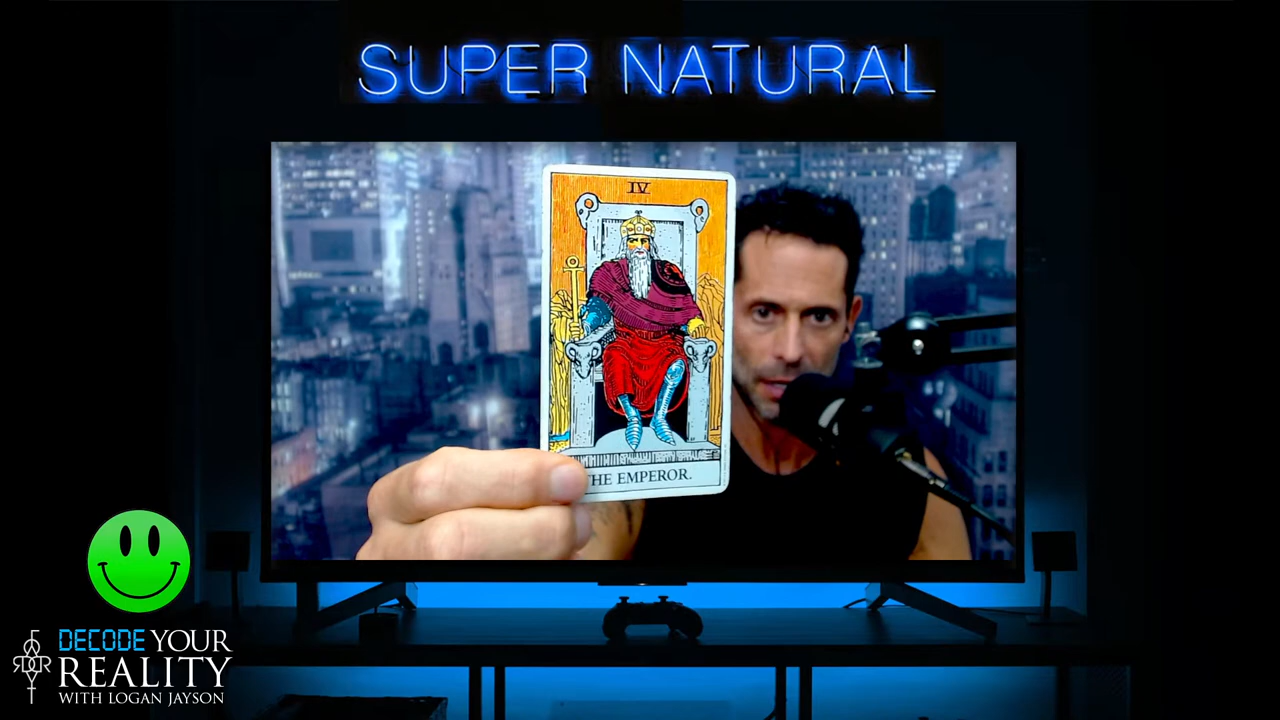 SUPER NATURAL
IV
THE EMPEROR.
DECODE YOUR
REALITY
WITH LOGAN JAYSON